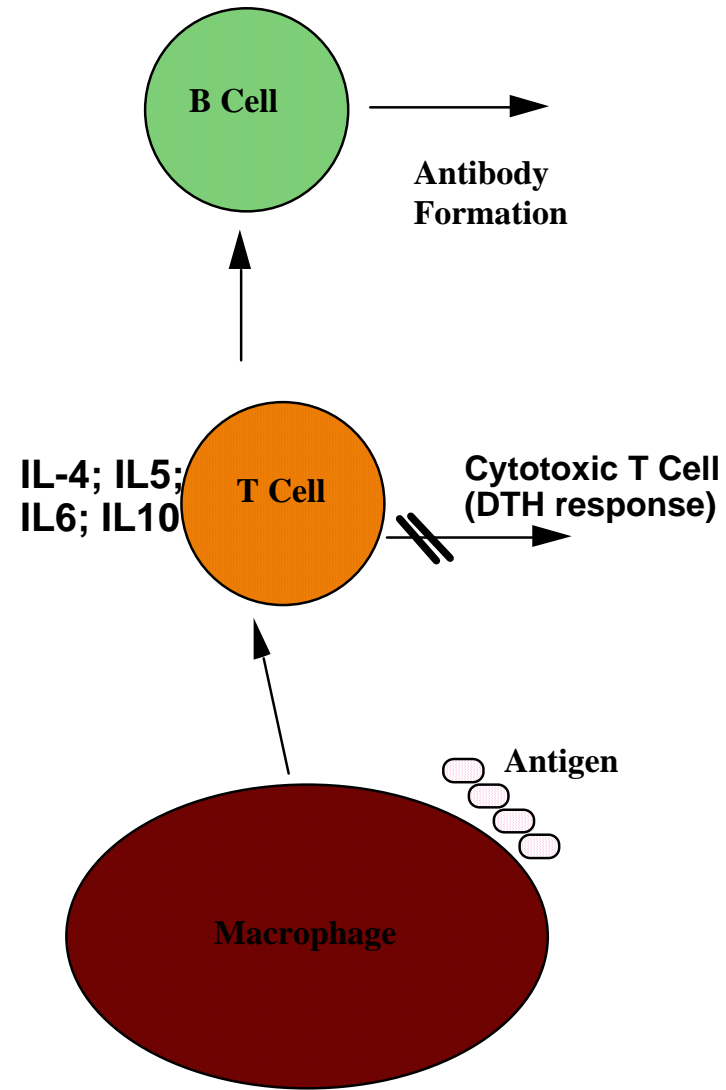 B Cell
Antibody
Formation
IL-4; IL5;
IL6; IL10
T Cell
Cytotoxic T Cell
(DTH response)
Antigen
Macrophage